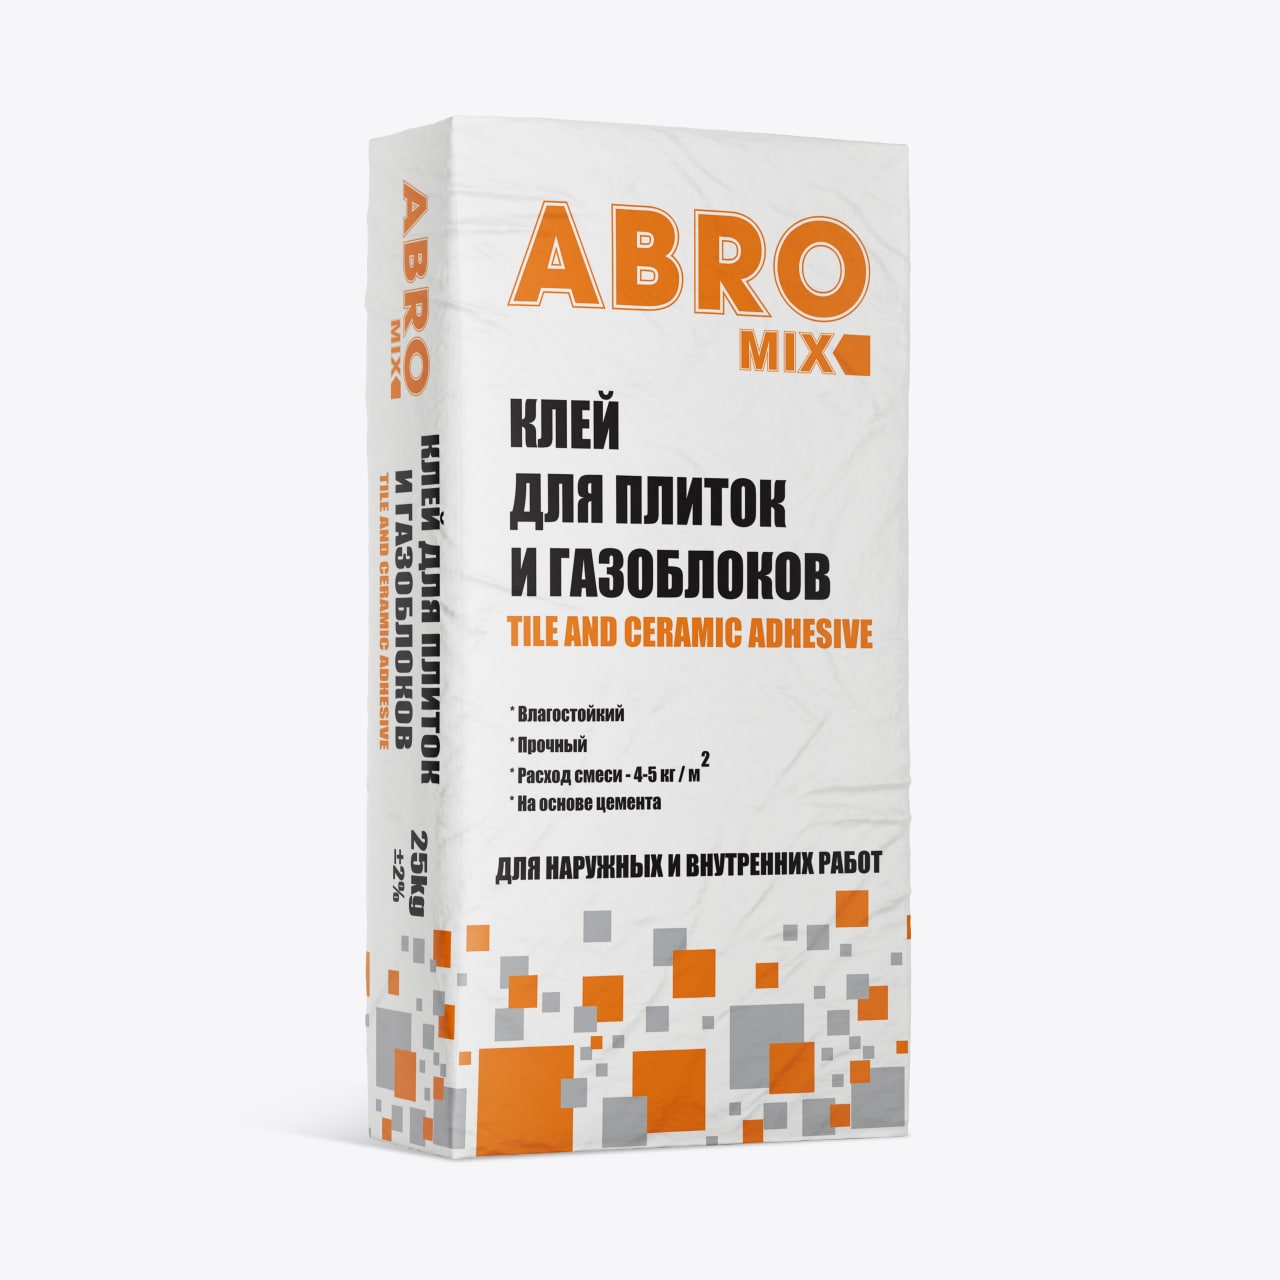 ABRO
MIX
КЛЕЙ
ДЛЯ ПЛИТОК
И ГАЗОБЛОКОВ
TILE AND CERAMIC ADHESIVE
* Влагостойкий
* Прочный
* Расход смеси - 4-5 кг / м²
* На основе цемента
ДЛЯ НАРУЖНЫХ И ВНУТРЕННИХ РАБОТ
ABRO
MIX
КЛЕЙ ДЛЯ ПЛИТОК
И ГАЗОБЛОКОВ
TILE AND CERAMIC ADHESIVE
25kg
±2%